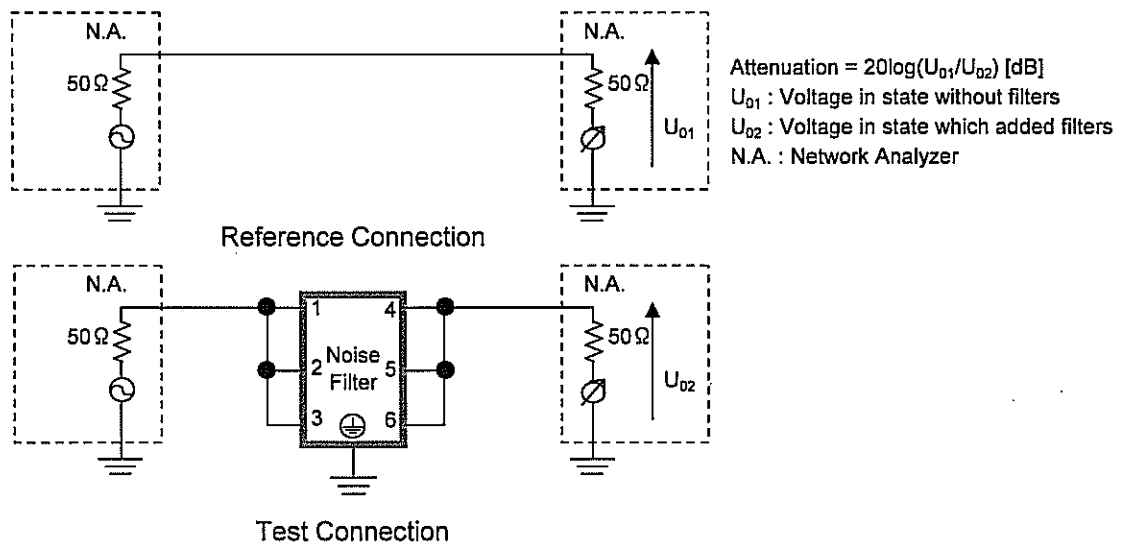 N.A.
50Ω
N.A.
50Ω
U01
Attenuation = 20log(U01/U02) [dB]
U01 : Voltage in state without filters
U02 : Voltage in state which added filters
N.A. : Network Analyzer
Reference Connection
N.A.
50Ω
1
2
3
Noise
Filter
4
5
6
N.A.
50Ω
U02
Test Connection